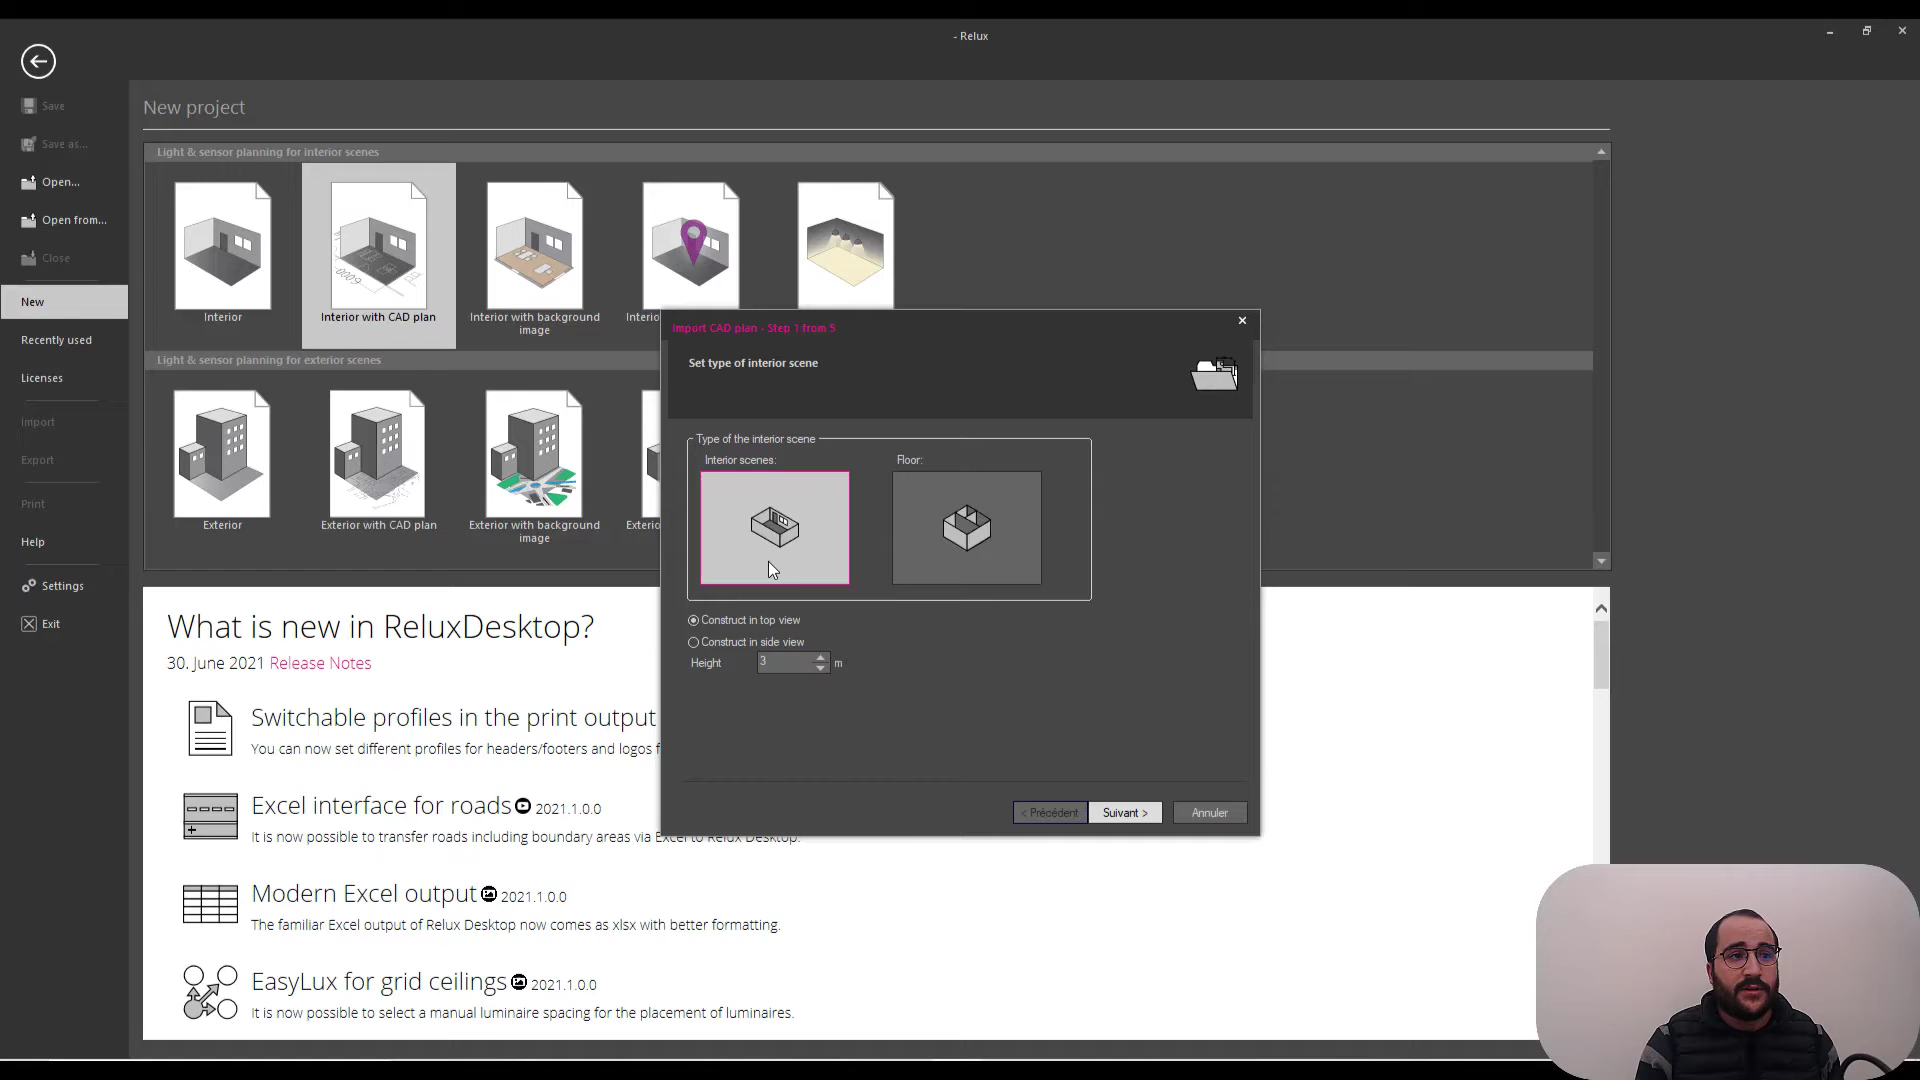 - Relux
Save
Save as...
Open...
Open from...
Close
New
Recently used
Licenses
Import
Export
Print
Help
Settings
Exit
New project
Light & sensor planning for interior scenes
Interior
Interior with CAD plan
Interior with background
image
Light & sensor planning for exterior scenes
Exterior
Exterior with CAD plan
Exterior with background
image
Import CAD plan - Step 1 from 5
Set type of interior scene
Type of the interior scene
Interior scenes:
Floor:
Construct in top view
Construct in side view
Height
3
m
< Précédent
Suivant >
Annuler
What is new in ReluxDesktop?
30. June 2021 Release Notes
Switchable profiles in the print output
You can now set different profiles for headers/footers and logos
Excel interface for roads 2021.1.0.0
It is now possible to transfer roads including boundary areas via Excel to Relux Desktop.
Modern Excel output 2021.1.0.0
The familiar Excel output of Relux Desktop now comes as xlsx with better formatting.
EasyLux for grid ceilings 2021.1.0.0
It is now possible to select a manual luminaire spacing for the placement of luminaires.